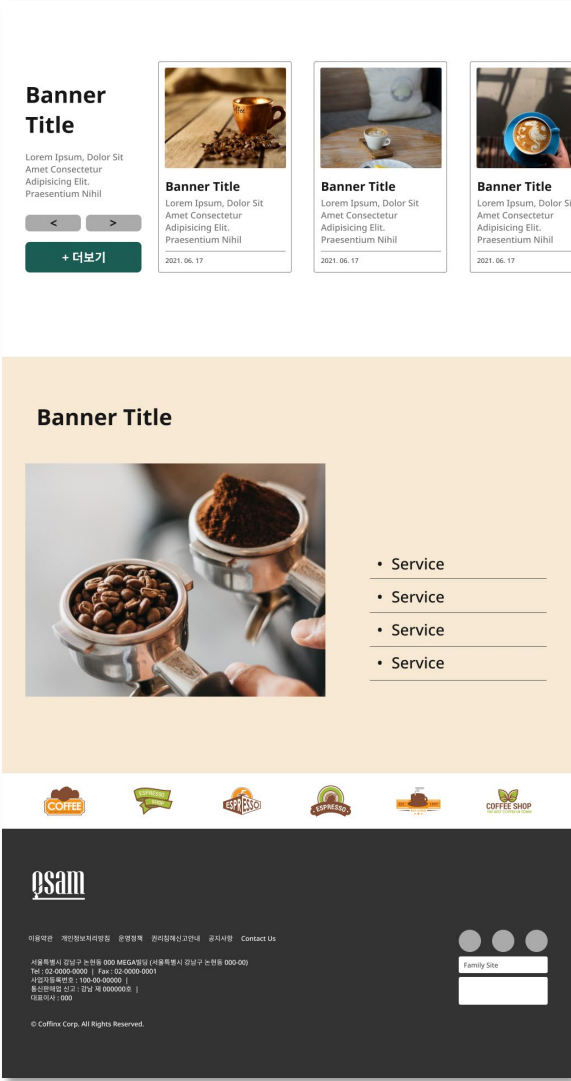 Banner
Title
Lorem Ipsum, Dolor Sit
Amet Consectetur
Adipisicing Elit.
Praesentium Nihil
<
>
+ 더보기
Banner Title
Lorem Ipsum, Dolor Sit
Amet Consectetur
Adipisicing Elit.
Praesentium Nihil
2021. 06. 17
Banner Title
Lorem Ipsum, Dolor Sit
Amet Consectetur
Adipisicing Elit.
Praesentium Nihil
2021. 06. 17
Banner Title
Lorem Ipsum, Dolor Si
Amet Consectetur
Adipisicing Elit.
Praesentium Nihil
2021. 06. 17
Banner Title
• Service
• Service
• Service
• Service
COFFEE
ESPRESSO
ESPRESSO
ESPRESSO
COFFEE SHOP
esam
이용약관 개인정보처리방침 운영정책 권리침해신고안내 공지사항 Contact Us
서울특별시 강남구 논현동 000 MEGA빌딩 (서울특별시 강남구 논현동 000-00)
Tel : 02-0000-0000 | Fax : 02-0000-0001
사업자등록번호 : 100-00-00000 |
통신판매업 신고 : 강남 제 000000호 |
대표이사 : 000
© Coffinx Corp. All Rights Reserved.
Family Site